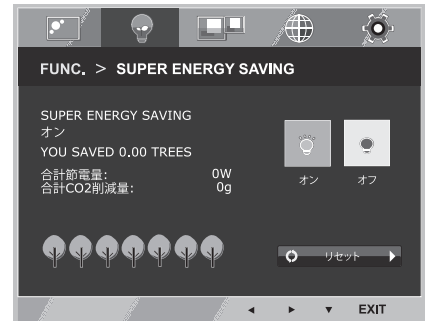 FUNC. > SUPER ENERGY SAVING
SUPER ENERGY SAVING
オン
YOU SAVED 0.00 TREES
合計節電量: 0W
合計CO2削減量: 0g
オン オフ
リセット
EXIT